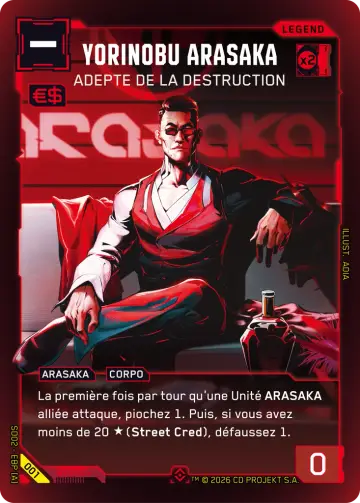 LEGEND
YORINOBU ARASAKA
x2
ADEPTE DE LA DESTRUCTION
€$
ARASAKA
ILLUST. ADIA
ARASAKA CORPO
La première fois par tour qu'une Unité ARASAKA
alliée attaque, piochez 1. Puis, si vous avez
moins de 20 ★ (Street Cred), défaussez 1.
0
001
™ © 2026 CD PROJEKT S.A.